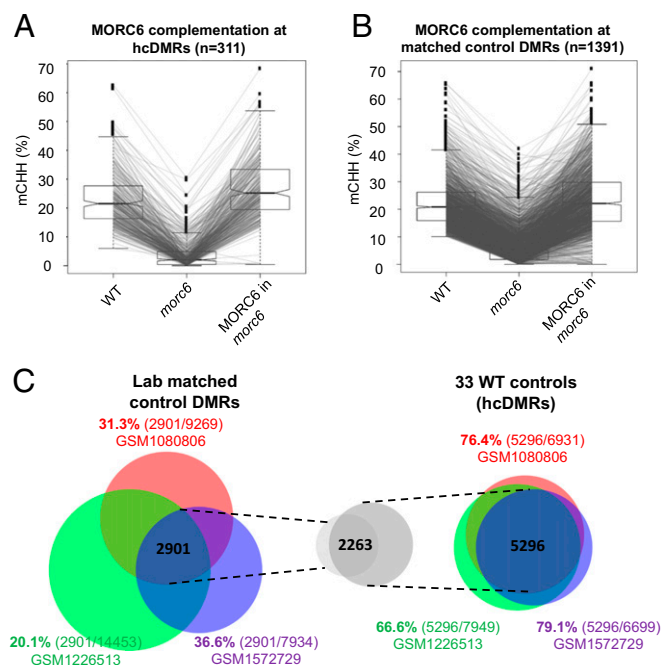 A
MORC6 complementation at
hcDMRs (n=311)
mCHH (%)
70
60
50
40
30
20
10
0
WT
morc6
MORC6 in
morc6
B
MORC6 complementation at
matched control DMRs (n=1391)
mCHH (%)
70
60
50
40
30
20
10
0
WT
morc6
MORC6 in
morc6
C
Lab matched
control DMRs
31.3% (2901/9269)
GSM1080806
2901
20.1% (2901/14453)
GSM1226513
36.6% (2901/7934)
GSM1572729
2263
33 WT controls
(hcDMRs)
76.4% (5296/6931)
GSM1080806
5296
66.6% (5296/7949)
GSM1226513
79.1% (5296/6699)
GSM1572729